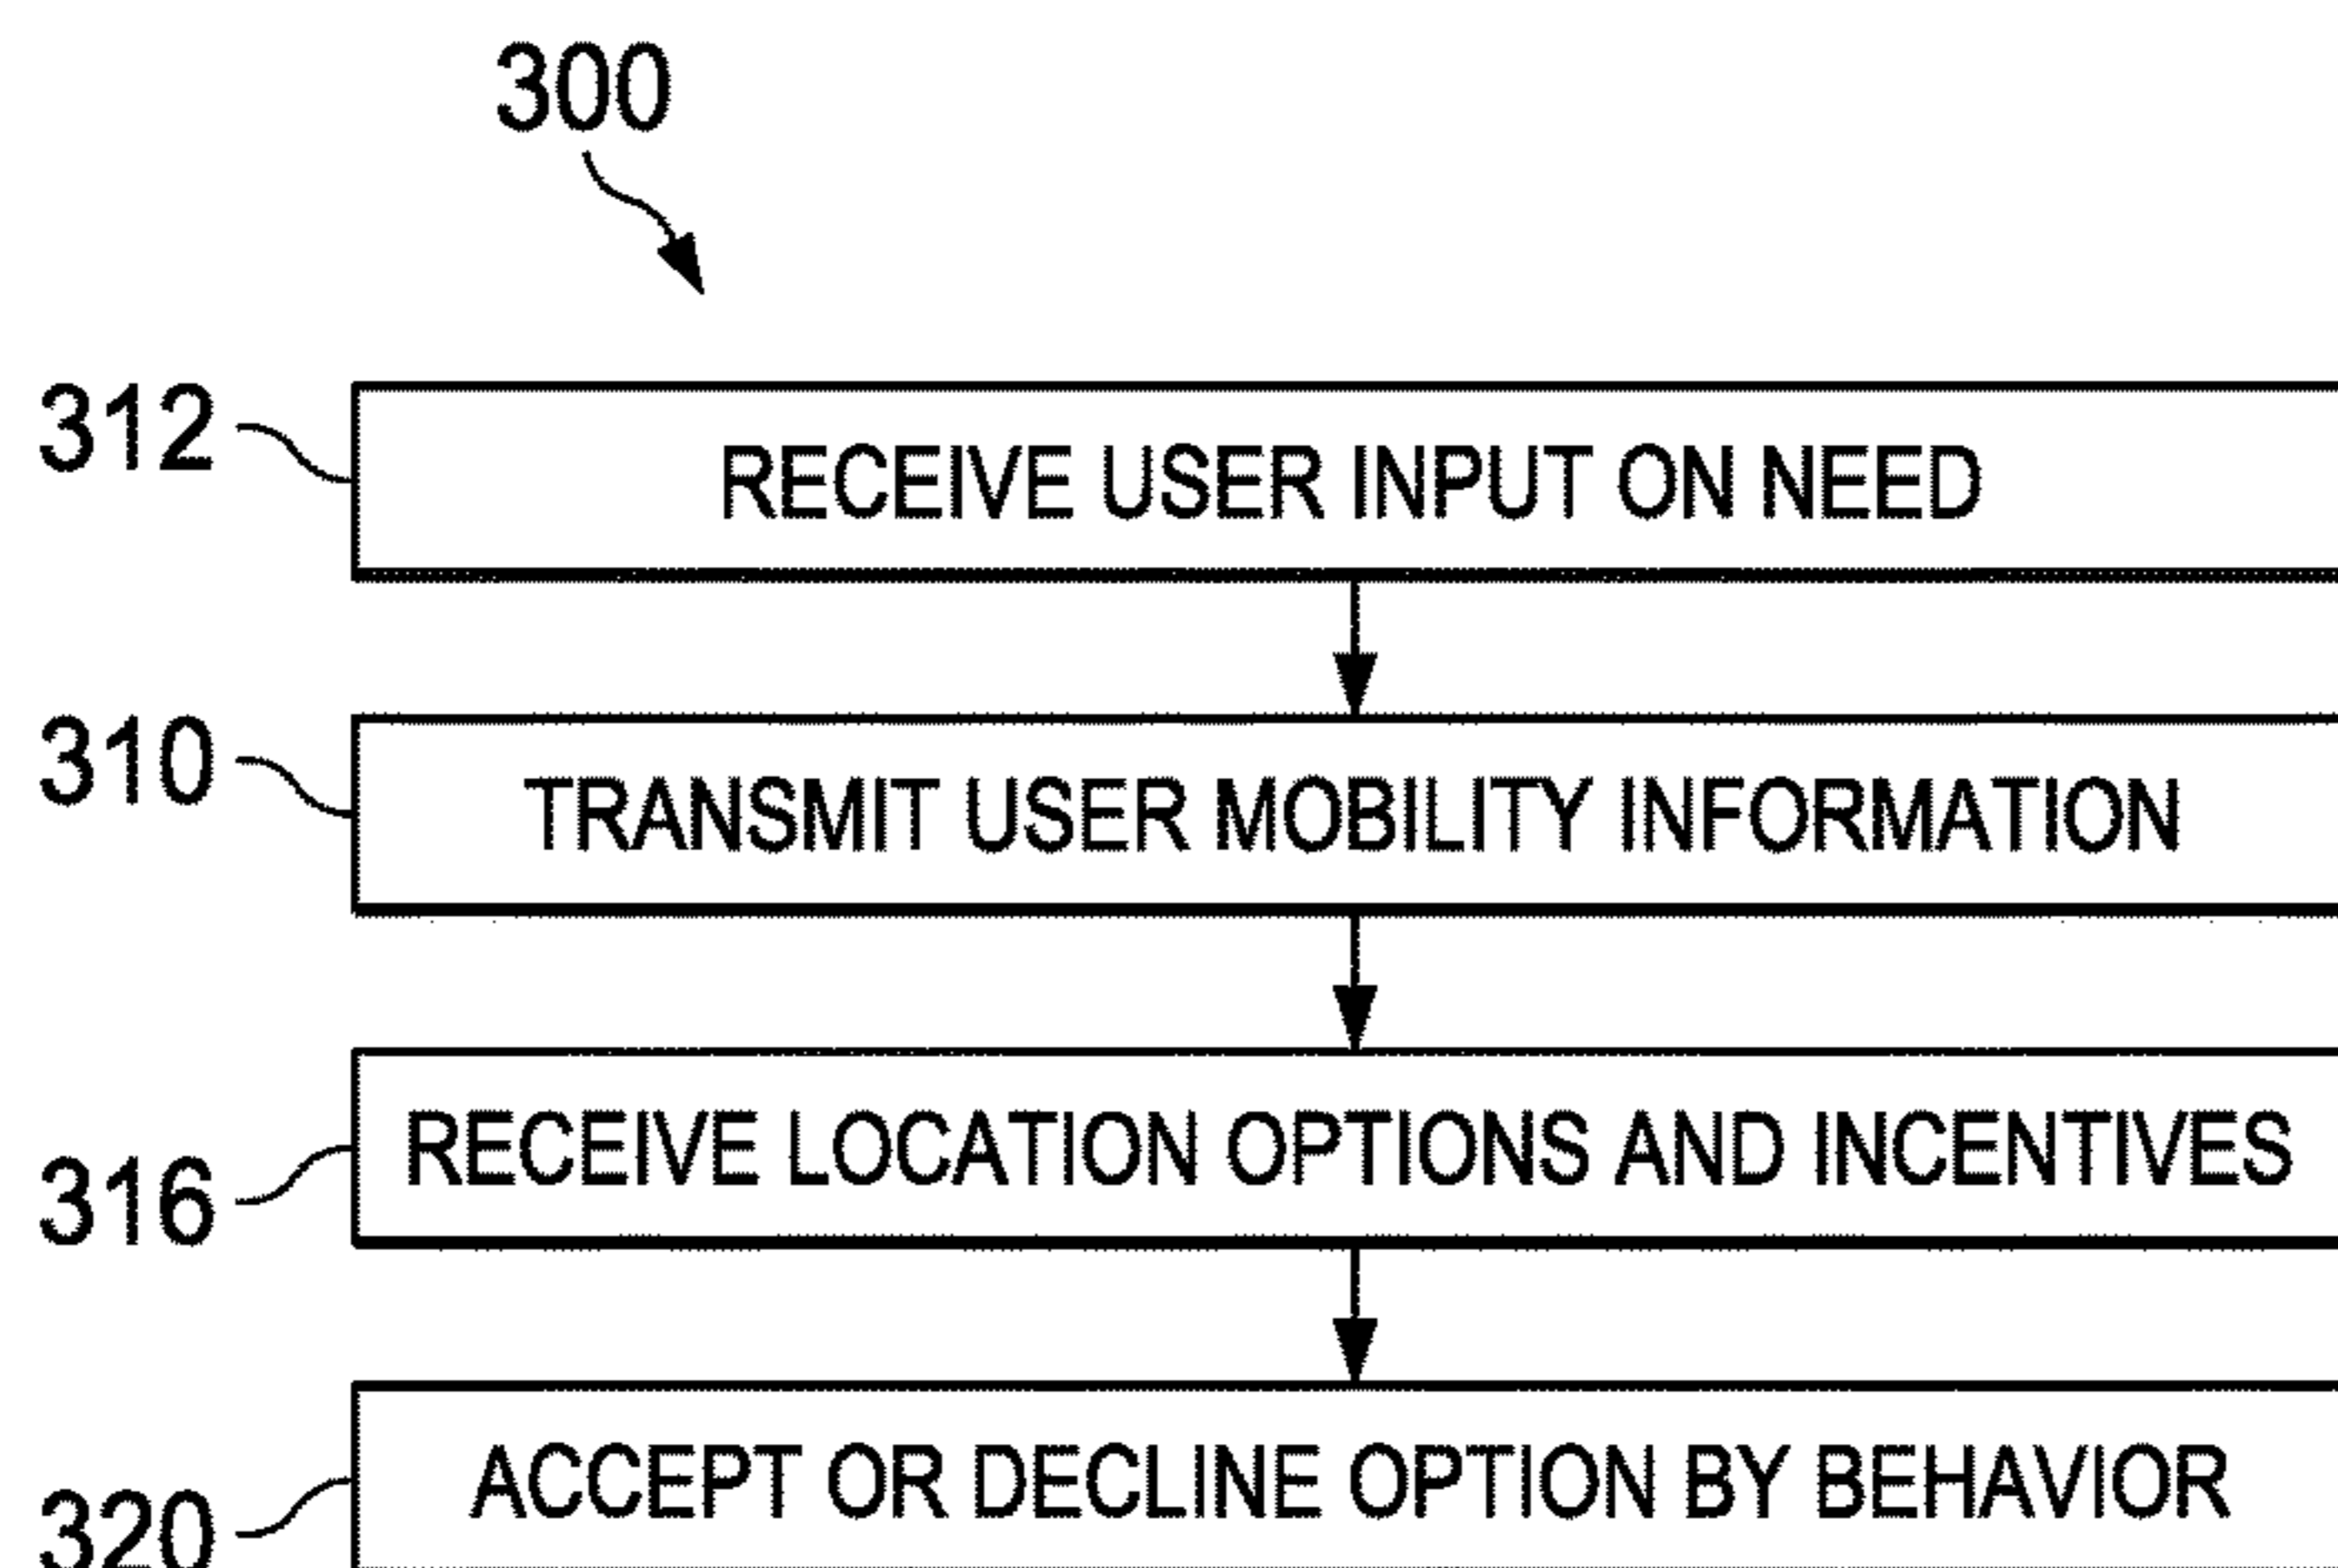 300
312 RECEIVE USER INPUT ON NEED
310 TRANSMIT USER MOBILITY INFORMATION
316 RECEIVE LOCATION OPTIONS AND INCENTIVES
320 ACCEPT OR DECLINE OPTION BY BEHAVIOR